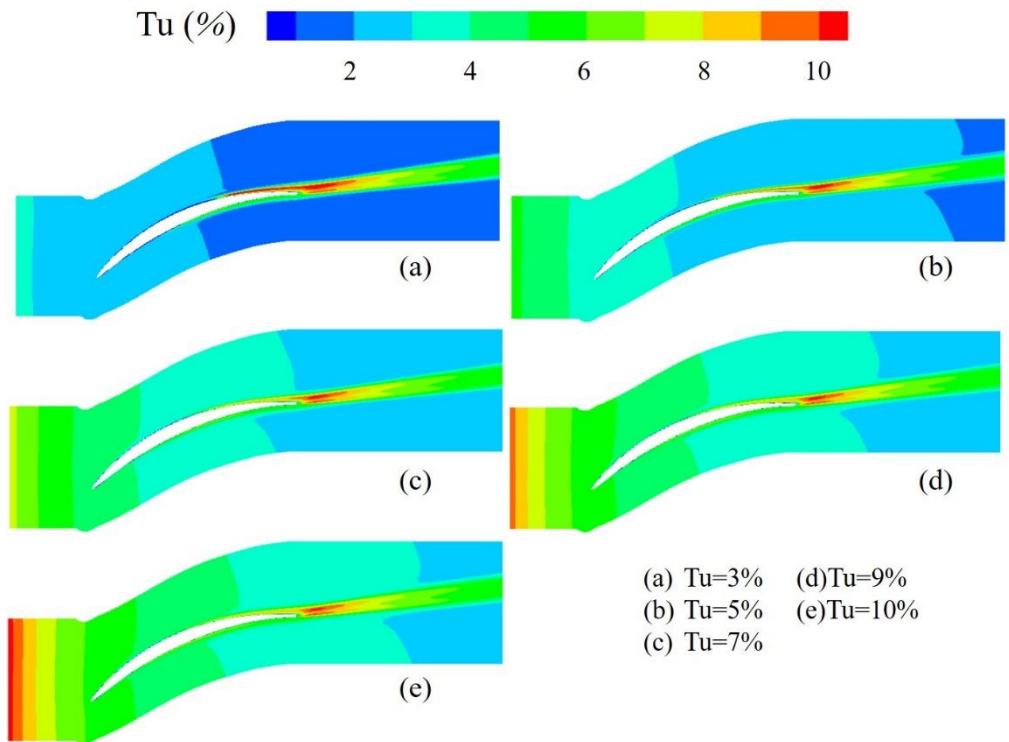 Tu (%)
2 4 6 8 10
(a) (b)
(c) (d)
(e)
(a) Tu=3% (d)Tu=9%
(b) Tu=5% (e)Tu=10%
(c) Tu=7%